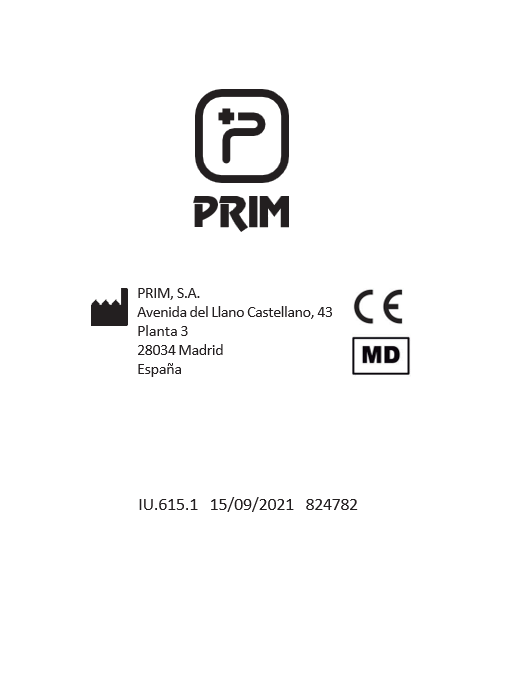 PRIM
PRIM, S.A.
Avenida del Llano Castellano, 43
Planta 3
28034 Madrid
España
CE
MD
IU.615.1 15/09/2021 824782